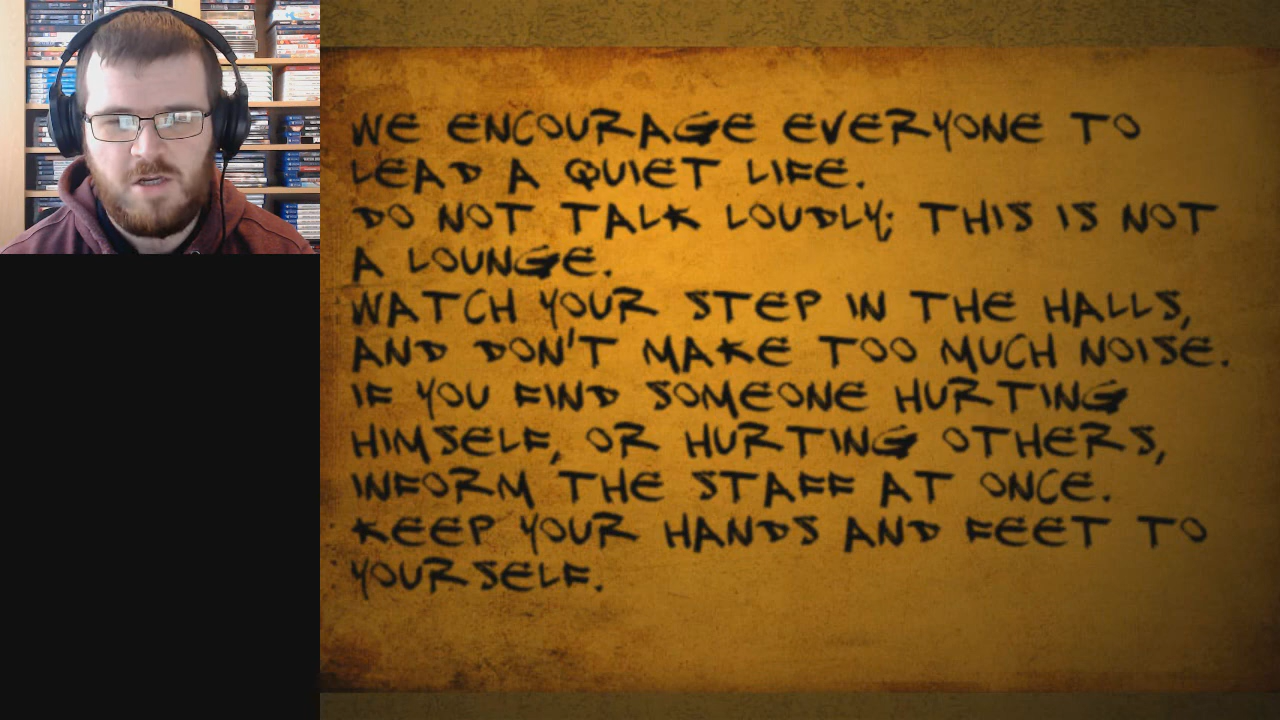 WE ENCOURAGE EVERYONE TO
LEAD A QUIET LIFE.
DO NOT TALK LOUDLY; THIS IS NOT
A LOUNGE.
WATCH YOUR STEP IN THE HALLS,
AND DON'T MAKE TOO MUCH NOISE.
IF YOU FIND SOMEONE HURTING
HIMSELF, OR HURTING OTHERS,
INFORM THE STAFF AT ONCE.
KEEP YOUR HANDS AND FEET TO
YOURSELF.